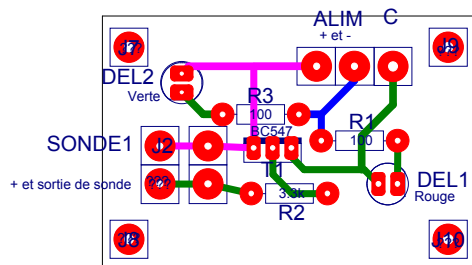 ALIM C
+ et -
J7
J9
DEL2
Verte
R3
100
BC547
R1
100
SONDE1
J2
T1
+ et sortie de sonde
???
3.3k
R2
DEL1
Rouge
J8
J10